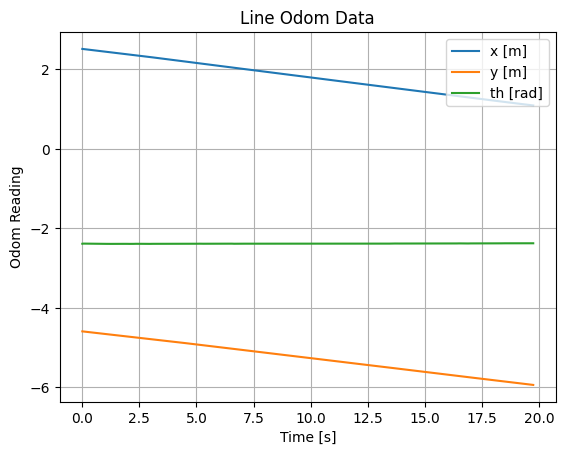 Line Odom Data
x [m]
y [m]
th [rad]
Odom Reading
2
0
−2
−4
−6
0.0 2.5 5.0 7.5 10.0 12.5 15.0 17.5 20.0
Time [s]